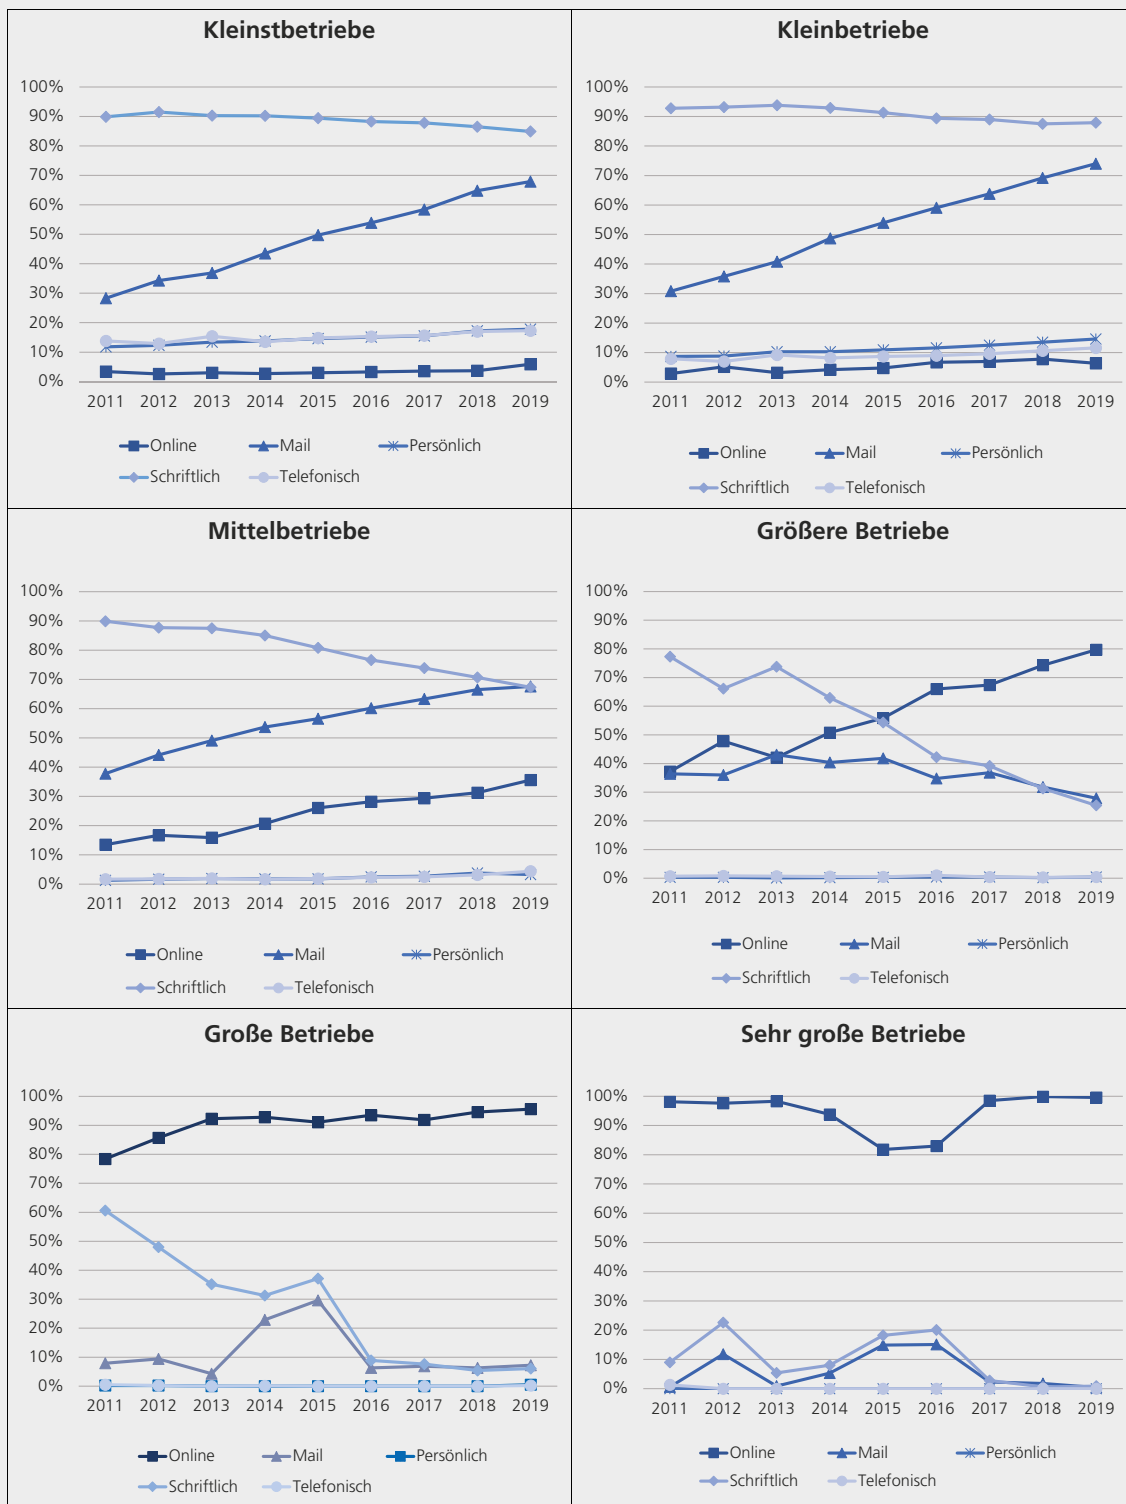 Kleinstbetriebe
100%
90%
80%
70%
60%
50%
40%
30%
20%
10%
0%
2011 2012 2013 2014 2015 2016 2017 2018 2019
Online Mail Persönlich
Schriftlich Telefonisch
Kleinbetriebe
100%
90%
80%
70%
60%
50%
40%
30%
20%
10%
0%
2011 2012 2013 2014 2015 2016 2017 2018 2019
Online Mail Persönlich
Schriftlich Telefonisch
Mittelbetriebe
100%
90%
80%
70%
60%
50%
40%
30%
20%
10%
0%
2011 2012 2013 2014 2015 2016 2017 2018 2019
Online Mail Persönlich
Schriftlich Telefonisch
Größere Betriebe
100%
90%
80%
70%
60%
50%
40%
30%
20%
10%
0%
2011 2012 2013 2014 2015 2016 2017 2018 2019
Online Mail Persönlich
Schriftlich Telefonisch
Große Betriebe
100%
90%
80%
70%
60%
50%
40%
30%
20%
10%
0%
2011 2012 2013 2014 2015 2016 2017 2018 2019
Online Mail Persönlich
Schriftlich Telefonisch
Sehr große Betriebe
100%
90%
80%
70%
60%
50%
40%
30%
20%
10%
0%
2011 2012 2013 2014 2015 2016 2017 2018 2019
Online Mail Persönlich
Schriftlich Telefonisch